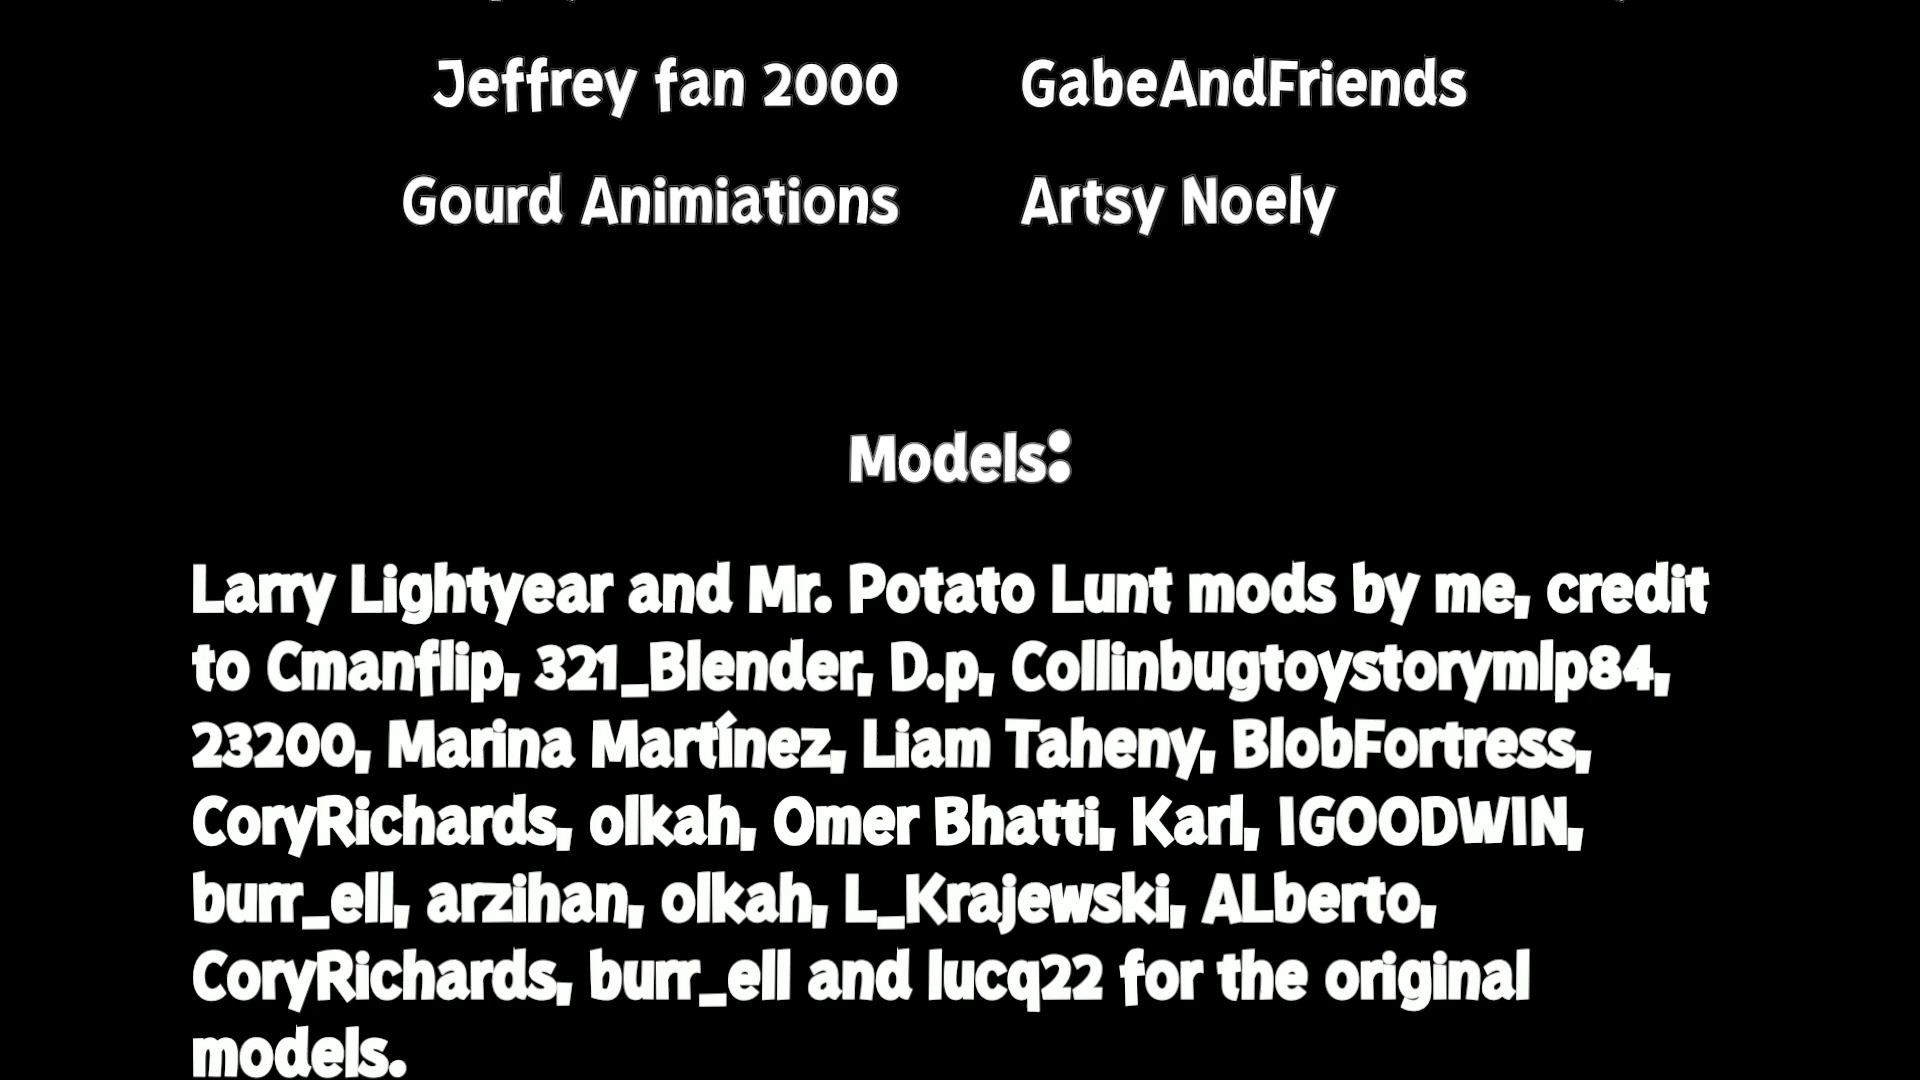 Jeffrey fan 2000 GabeAndFriends
Gourd Animiations Artsy Noely
Models:
Larry Lightyear and Mr. Potato Lunt mods by me, credit
to Cmanflip, 321_Blender, D.p, Collinbugtoystorymlp84,
23200, Marina Martínez, Liam Taheny, BlobFortress,
CoryRichards, olkah, Omer Bhatti, Karl, IGOODWIN,
burr_ell, arzihan, olkah, L_Krajewski, ALberto,
CoryRichards, burr_ell and lucq22 for the original
models.